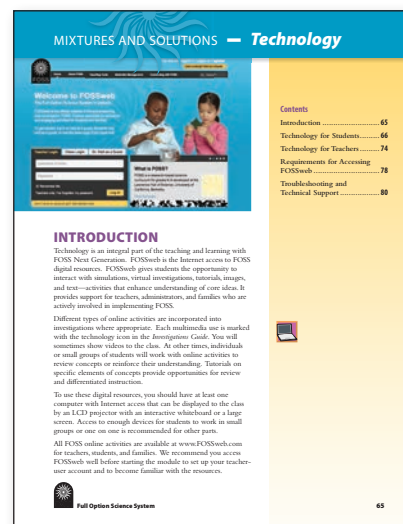 MIXTURES AND SOLUTIONS — Technology
FOSS
Welcome to FOSSweb
What is FOSS?
Contents
Introduction ........................ 65
Technology for Students ........ 66
Technology for Teachers ........ 74
Requirements for Accessing
FOSSweb ............................ 78
Troubleshooting and
Technical Support ................ 80
INTRODUCTION
Technology is an integral part of the teaching and learning with
FOSS Next Generation. FOSSweb is the Internet access to FOSS
digital resources. FOSSweb gives students the opportunity to
interact with simulations, virtual investigations, tutorials, images,
and text—activities that enhance understanding of core ideas. It
provides support for teachers, administrators, and families who are
actively involved in implementing FOSS.
Different types of online activities are incorporated into
investigations where appropriate. Each multimedia use is marked
with the technology icon in the Investigations Guide. You will
sometimes show videos to the class. At other times, individuals
or small groups of students will work with online activities to
review concepts or reinforce their understanding. Tutorials on
specific elements of concepts provide opportunities for review
and differentiated instruction.
To use these digital resources, you should have at least one
computer with Internet access that can be displayed to the class
by an LCD projector with an interactive whiteboard or a large
screen. Access to enough devices for students to work in small
groups or one on one is recommended for other parts.
All FOSS online activities are available at www.FOSSweb.com
for teachers, students, and families. We recommend you access
FOSSweb well before starting the module to set up your teacher-
user account and to become familiar with the resources.
Full Option Science System
65